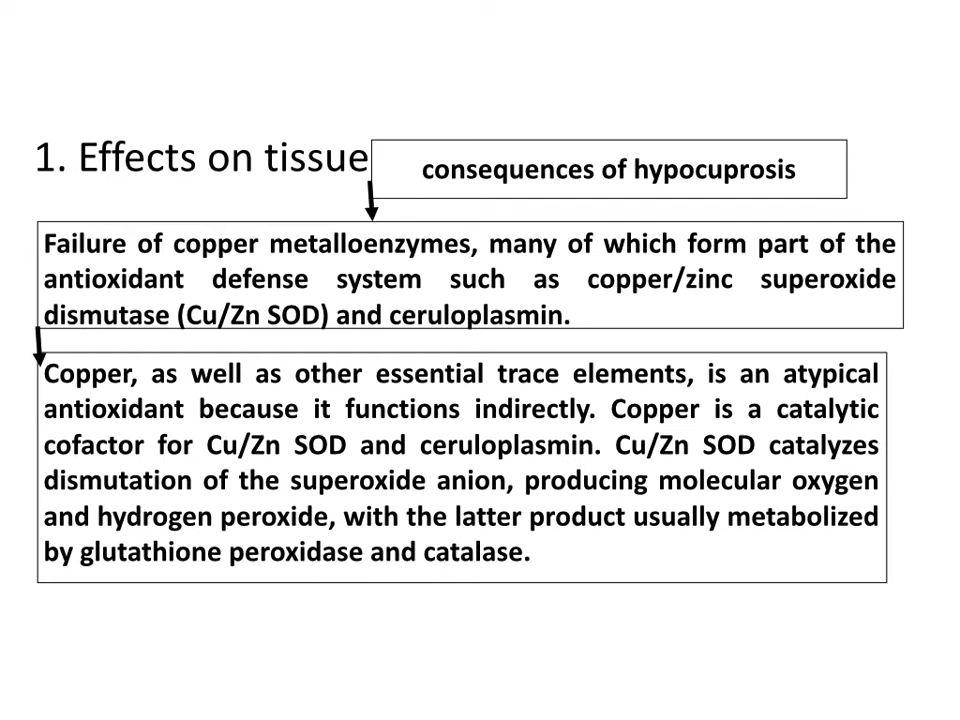 1. Effects on tissue
consequences of hypocuprosis
Failure of copper metalloenzymes, many of which form part of the
antioxidant defense system such as copper/zinc superoxide
dismutase (Cu/Zn SOD) and ceruloplasmin.
Copper, as well as other essential trace elements, is an atypical
antioxidant because it functions indirectly. Copper is a catalytic
cofactor for Cu/Zn SOD and ceruloplasmin. Cu/Zn SOD catalyzes
dismutation of the superoxide anion, producing molecular oxygen
and hydrogen peroxide, with the latter product usually metabolized
by glutathione peroxidase and catalase.